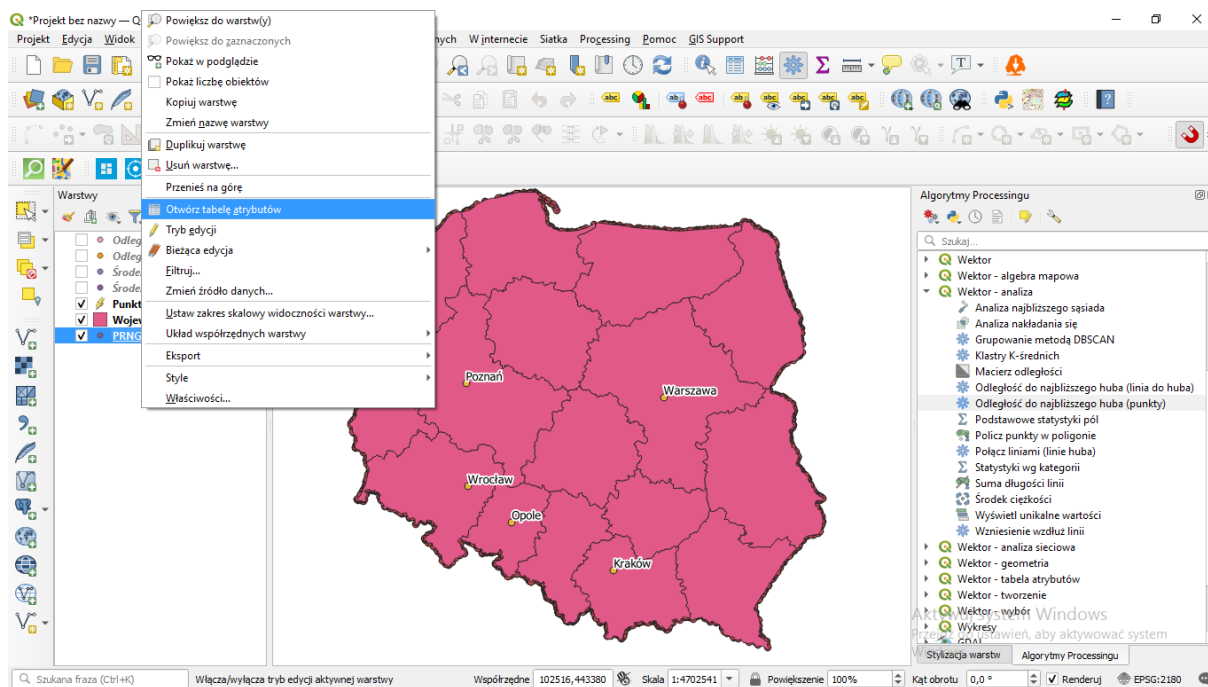 *Projekt bez nazwy — Q
Projekt Edycja Widok nych W internecie Siatka Processing Pomoc GIS Support
Powiększ do warstw(y)
Powiększ do zaznaczonych
Pokaż w podglądzie
Pokaż liczbę obiektów
Kopiuj warstwę
Zmień nazwę warstwy
Duplikuj warstwę
Usuń warstwę...
Przenieś na górę
Otwórz tabelę atrybutów
Tryb edycji
Bieżąca edycja
Filtruj...
Zmień źródło danych...
Ustaw zakres skalowy widoczności warstwy...
Układ współrzędnych warstwy
Eksport
Style
Właściwości...
Warstwy
Odleg
Odleg
Środe
Środe
Punkt
Wojew
PRNG
Poznań
Warszawa
Wrocław
Opole
Kraków
Algorytmy Processingu
Szukaj...
Wektor
Wektor - algebra mapowa
Wektor - analiza
Analiza najbliższego sąsiada
Analiza nakładania się
Grupowanie metodą DBSCAN
Klastry K-średnich
Macierz odległości
Odległość do najbliższego huba (linia do huba)
Odległość do najbliższego huba (punkty)
Podstawowe statystyki pól
Policz punkty w poligonie
Połącz liniami (linie huba)
Statystyki wg kategorii
Suma długości linii
Środek ciężkości
Wyświetl unikalne wartości
Wzniesienie wzdłuż linii
Wektor - analiza sieciowa
Wektor - geometria
Wektor - tabela atrybutów
Wektor - tworzenie
Wektor - wybór
Wykresy
GDAL
Aktywuj system Windows
Przejdź do ustawień, aby aktywować system
Windows.
Stylizacja warstw Algorytmy Processingu
Szukana fraza (Ctrl+K) Włącza/wyłącza tryb edycji aktywnej warstwy Współrzędne 102516,443380 Skala 1:4702541 Powiększenie 100% Kąt obrotu 0,0 ° Renderuj EPSG:2180